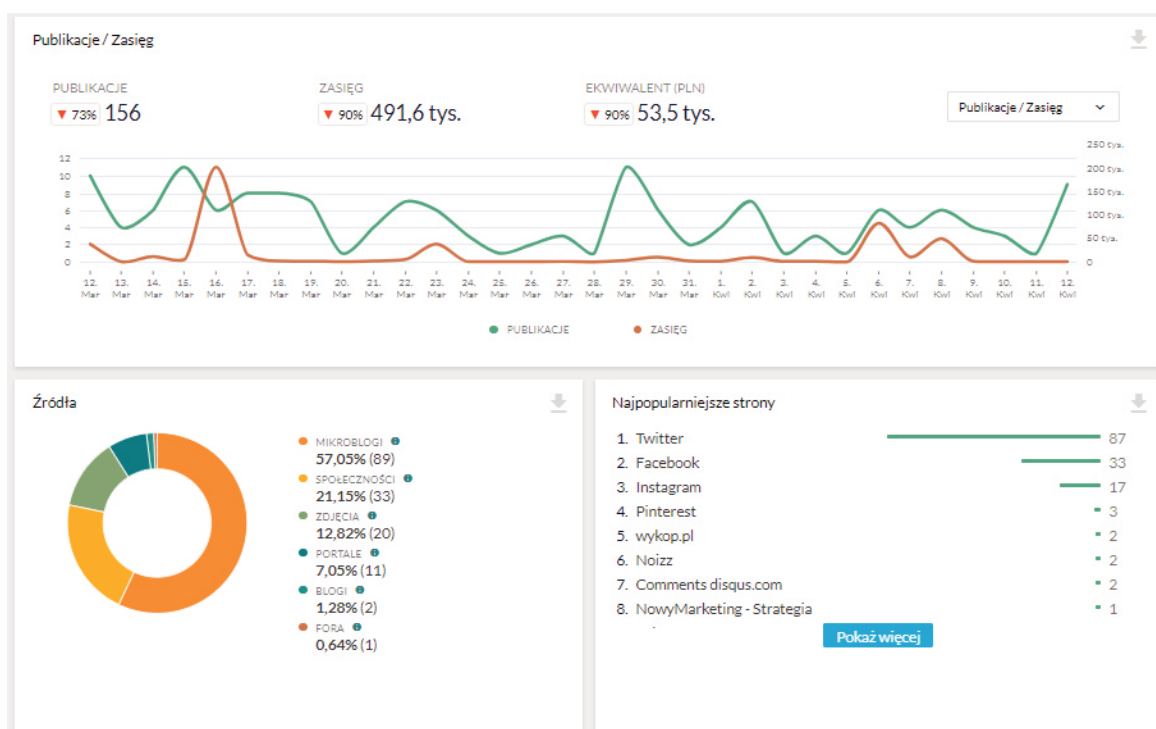 Publikacje / Zasięg
PUBLIKACJE
▼ 73% 156
ZASIĘG
▼ 90% 491,6 tys.
EKWIWALENT (PLN)
▼ 90% 53,5 tys.
Publikacje / Zasięg
12
10
8
6
4
2
0
250 tys.
200 tys.
150 tys.
100 tys.
50 tys.
0
12. 13. 14. 15. 16. 17. 18. 19. 20. 21. 22. 23. 24. 25. 26. 27. 28. 29. 30. 31. 1. 2. 3. 4. 5. 6. 7. 8. 9. 10. 11. 12.
Mar Mar Mar Mar Mar Mar Mar Mar Mar Mar Mar Mar Mar Mar Mar Mar Mar Mar Mar Mar Kwi Kwi Kwi Kwi Kwi Kwi Kwi Kwi Kwi Kwi Kwi Kwi
PUBLIKACJE ZASIĘG
Źródła
MIKROBLOGI
57,05% (89)
SPOŁECZNOŚCI
21,15% (33)
ZDJĘCIA
12,82% (20)
PORTALE
7,05% (11)
BLOGI
1,28% (2)
FORA
0,64% (1)
Najpopularniejsze strony
1. Twitter 87
2. Facebook 33
3. Instagram 17
4. Pinterest 3
5. wykop.pl 2
6. Noizz 2
7. Comments disqus.com 2
8. NowyMarketing - Strategia 1
Pokaż więcej